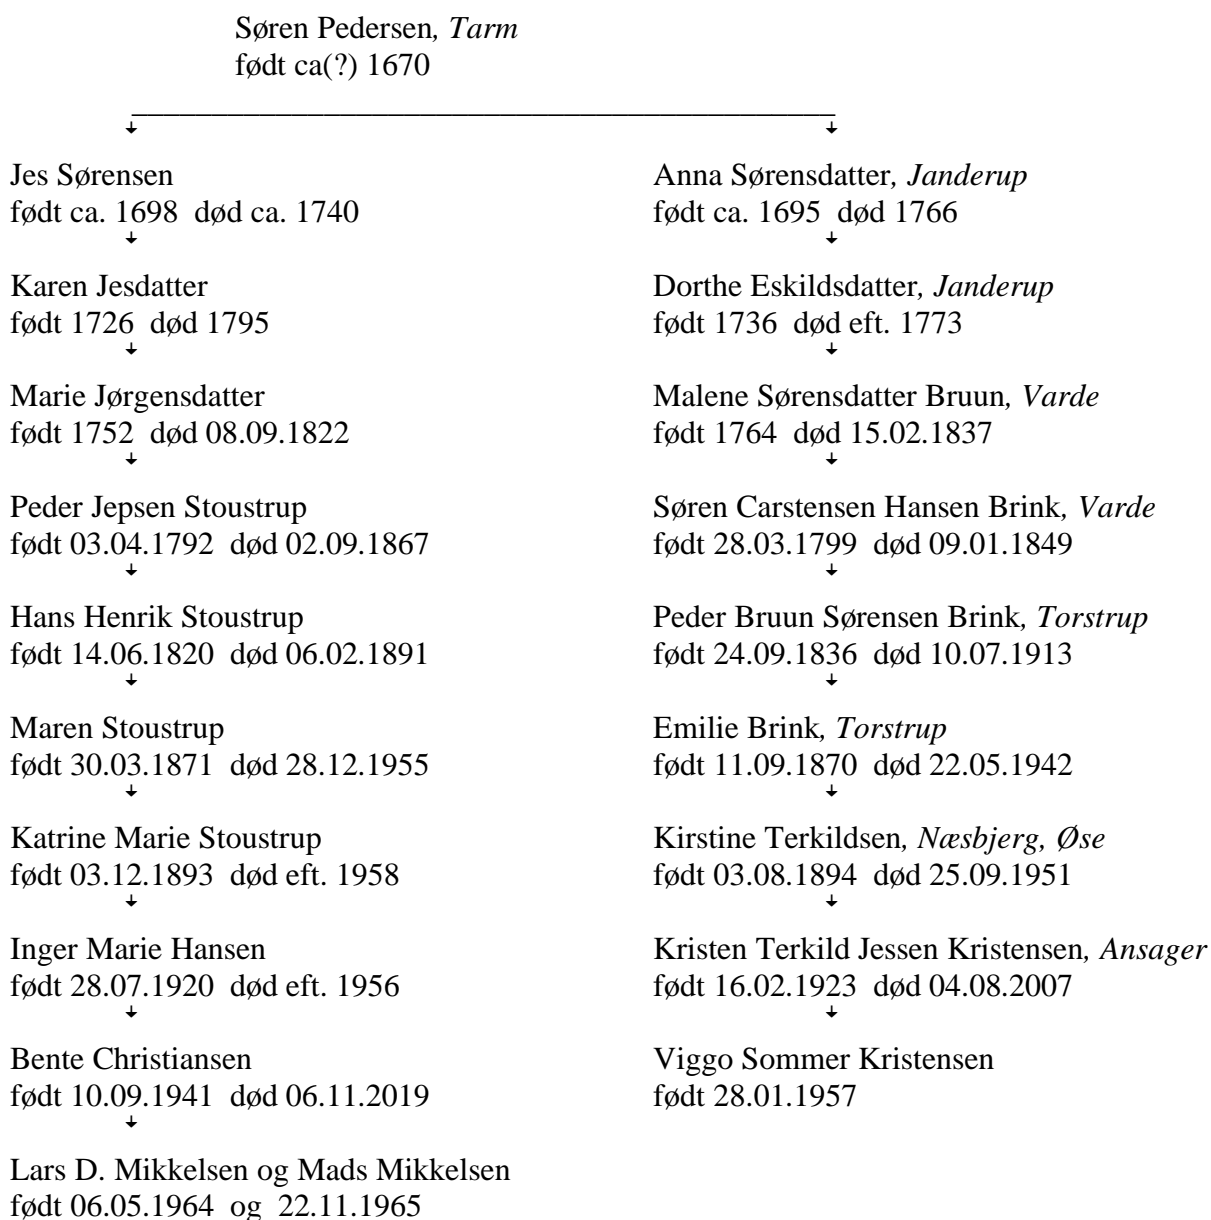 Søren Pedersen, Tarm
født ca(?) 1670
Jes Sørensen
født ca. 1698 død ca. 1740
Anna Sørensdatter, Janderup
født ca. 1695 død 1766
Karen Jesdatter
født 1726 død 1795
Dorthe Eskildsdatter, Janderup
født 1736 død eft. 1773
Marie Jørgensdatter
født 1752 død 08.09.1822
Malene Sørensdatter Bruun, Varde
født 1764 død 15.02.1837
Peder Jepsen Stoustrup
født 03.04.1792 død 02.09.1867
Søren Carstensen Hansen Brink, Varde
født 28.03.1799 død 09.01.1849
Hans Henrik Stoustrup
født 14.06.1820 død 06.02.1891
Peder Bruun Sørensen Brink, Torstrup
født 24.09.1836 død 10.07.1913
Maren Stoustrup
født 30.03.1871 død 28.12.1955
Emilie Brink, Torstrup
født 11.09.1870 død 22.05.1942
Katrine Marie Stoustrup
født 03.12.1893 død eft. 1958
Kirstine Terkildsen, Næsbjerg, Øse
født 03.08.1894 død 25.09.1951
Inger Marie Hansen
født 28.07.1920 død eft. 1956
Kristen Terkild Jessen Kristensen, Ansager
født 16.02.1923 død 04.08.2007
Bente Christiansen
født 10.09.1941 død 06.11.2019
Viggo Sommer Kristensen
født 28.01.1957
Lars D. Mikkelsen og Mads Mikkelsen
født 06.05.1964 og 22.11.1965